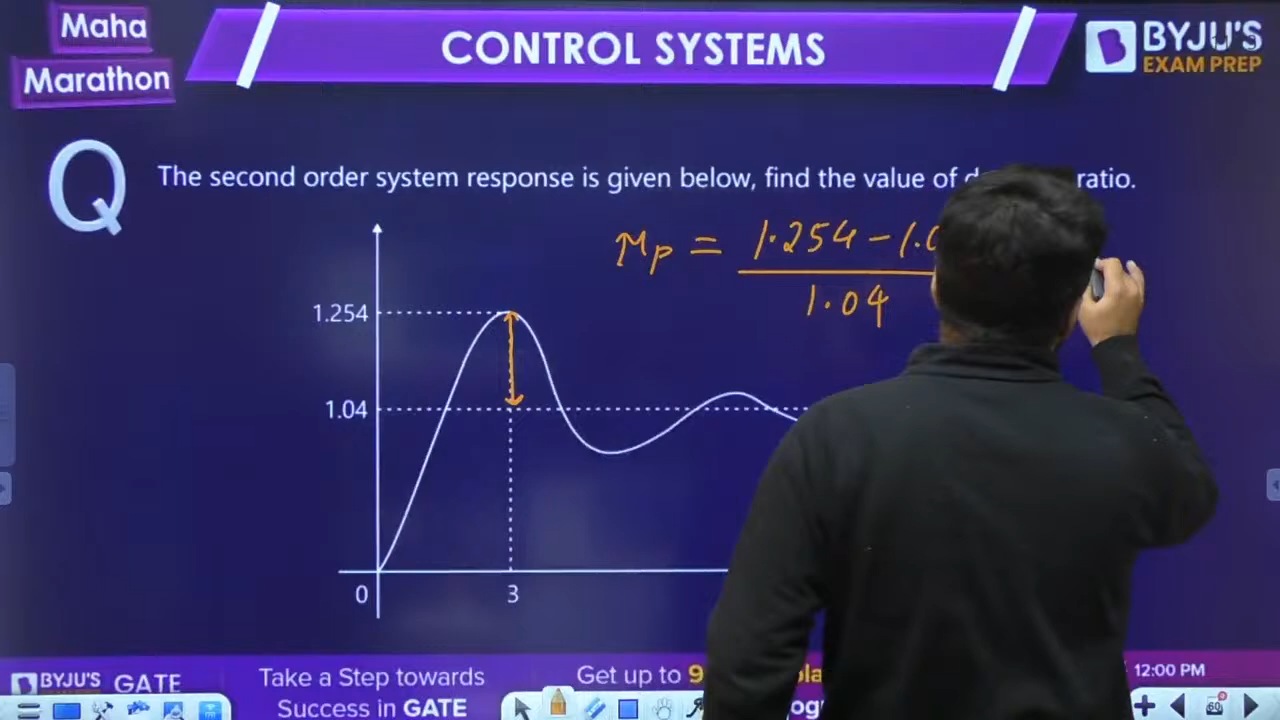 Maha
Marathon
CONTROL SYSTEMS
BYJU'S
EXAM PREP
Q
The second order system response is given below, find the value of ratio.
Mp = 1.254 - 1.0
1.04
1.254
1.04
0
3
BYJU'S GATE
Take a Step towards
Success in GATE
Get up to 9
12:00 PM
60